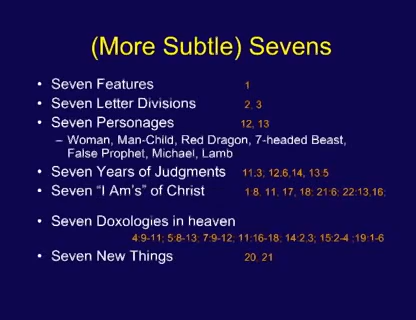 (More Subtle) Sevens
• Seven Features 1
• Seven Letter Divisions 2, 3
• Seven Personages 12, 13
– Woman, Man-Child, Red Dragon, 7-headed Beast,
False Prophet, Michael, Lamb
• Seven Years of Judgments 11.3; 12.6,14, 13:5
• Seven “I Am’s” of Christ 1:8, 11, 17, 18; 21:6; 22:13,16;
• Seven Doxologies in heaven
4:9-11; 5:8-13; 7:9-12; 11:16-18; 14:2,3; 15:2-4 ;19:1-6
• Seven New Things 20, 21